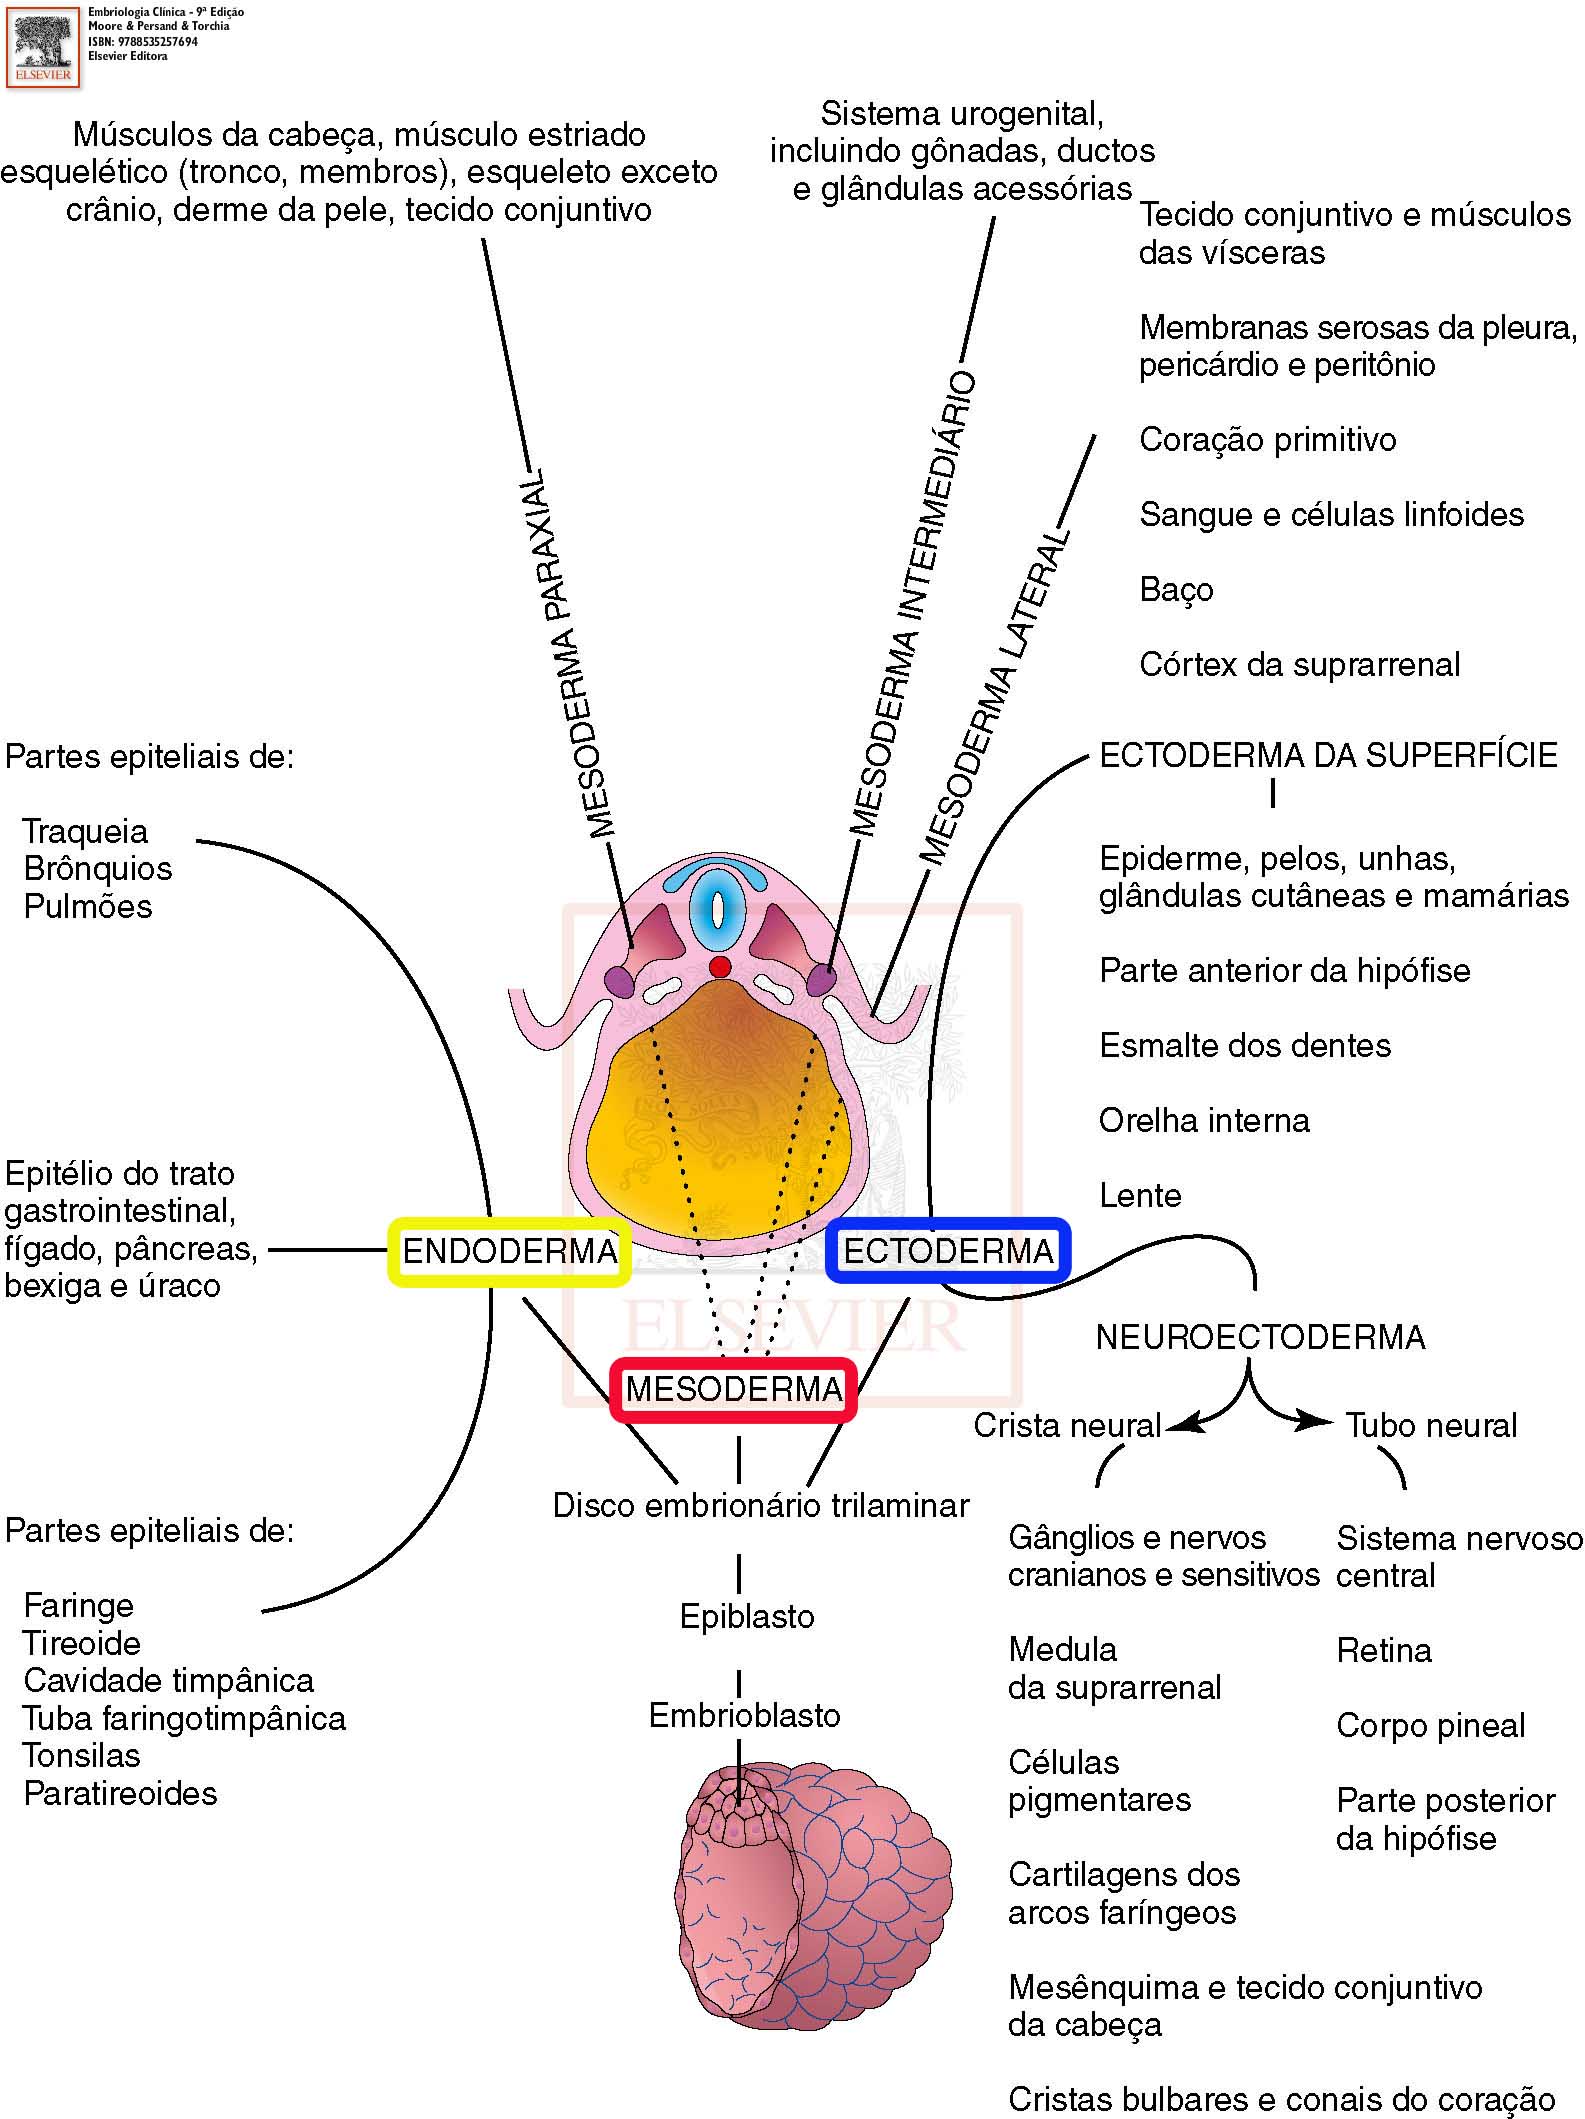 Embriologia Clínica - 9ª Edição
Moore & Persand & Torchia
ISBN: 9788535257694
Elsevier Editora
ELSEVIER
Músculos da cabeça, músculo estriado
esquelético (tronco, membros), esqueleto exceto
crânio, derme da pele, tecido conjuntivo
Sistema urogenital,
incluindo gônadas, ductos
e glândulas acessórias
Tecido conjuntivo e músculos
das vísceras
Membranas serosas da pleura,
pericárdio e peritônio
Coração primitivo
Sangue e células linfoides
Baço
Córtex da suprarrenal
MESODERMA PARAXIAL
MESODERMA INTERMEDIÁRIO
MESODERMA LATERAL
Partes epiteliais de:
Traqueia
Brônquios
Pulmões
ECTODERMA DA SUPERFÍCIE
Epiderme, pelos, unhas,
glândulas cutâneas e mamárias
Parte anterior da hipófise
Esmalte dos dentes
Orelha interna
Lente
Epitélio do trato
gastrointestinal,
fígado, pâncreas,
bexiga e úraco
ENDODERMA
ECTODERMA
ELSEVIER
MESODERMA
NEUROECTODERMA
Crista neural
Tubo neural
Disco embrionário trilaminar
Epiblasto
Embrioblasto
Partes epiteliais de:
Faringe
Tireoide
Cavidade timpânica
Tuba faringotimpânica
Tonsilas
Paratireoides
Gânglios e nervos
cranianos e sensitivos
Medula
da suprarrenal
Células
pigmentares
Cartilagens dos
arcos faríngeos
Mesênquima e tecido conjuntivo
da cabeça
Cristas bulbares e conais do coração
Sistema nervoso
central
Retina
Corpo pineal
Parte posterior
da hipófise